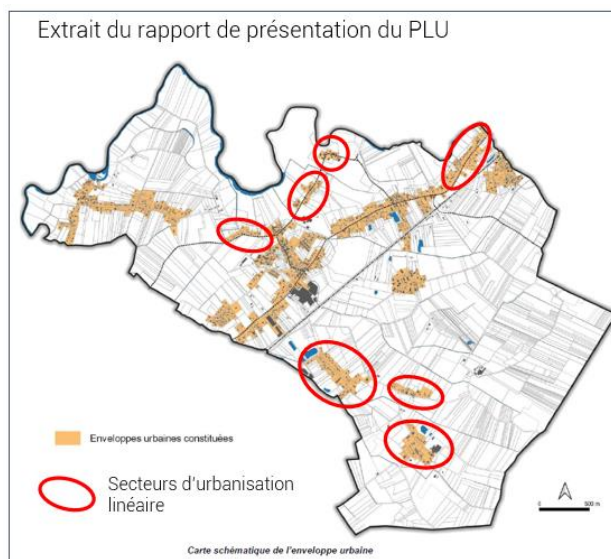 Extrait du rapport de présentation du PLU
Enveloppes urbaines constituées
Secteurs d'urbanisation
linéaire
0 500 m
Carte schématique de l'enveloppe urbaine